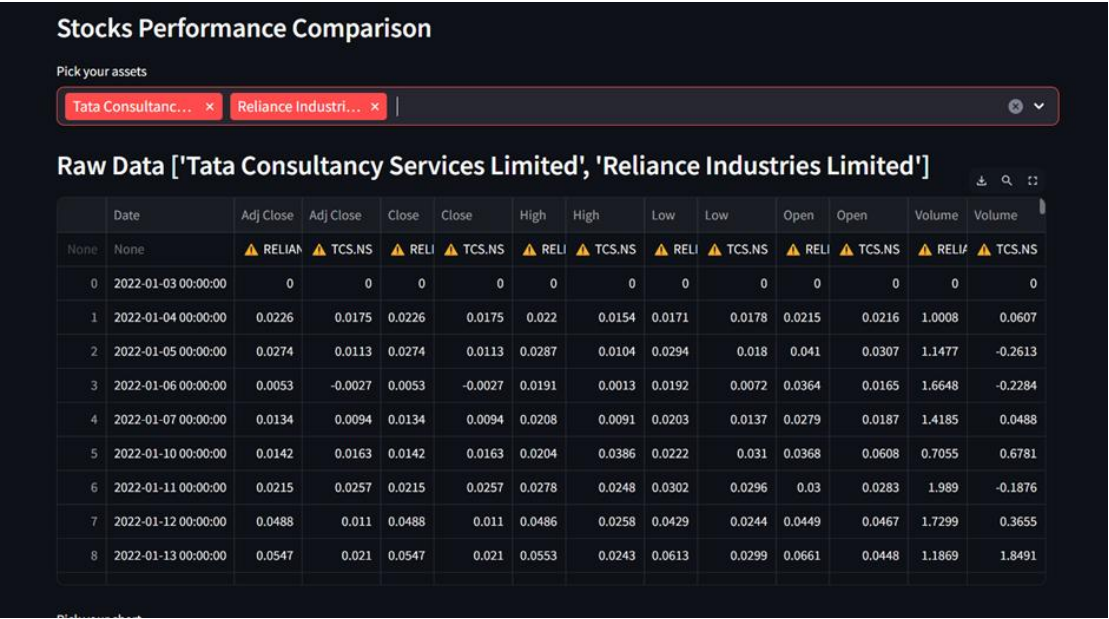 Stocks Performance Comparison
Pick your assets
Tata Consultanc... × Reliance Industri... ×
Raw Data ['Tata Consultancy Services Limited', 'Reliance Industries Limited']
Date Adj Close Adj Close Close Close High High Low Low Open Open Volume Volume
None None RELIAN TCS.NS RELI TCS.NS RELI TCS.NS RELI TCS.NS RELI TCS.NS RELIA TCS.NS
0 2022-01-03 00:00:00 0 0 0 0 0 0 0 0 0 0 0 0
1 2022-01-04 00:00:00 0.0226 0.0175 0.0226 0.0175 0.022 0.0154 0.0171 0.0178 0.0215 0.0216 1.0008 0.0607
2 2022-01-05 00:00:00 0.0274 0.0113 0.0274 0.0113 0.0287 0.0104 0.0294 0.018 0.041 0.0307 1.1477 -0.2613
3 2022-01-06 00:00:00 0.0053 -0.0027 0.0053 -0.0027 0.0191 0.0013 0.0192 0.0072 0.0364 0.0165 1.6648 -0.2284
4 2022-01-07 00:00:00 0.0134 0.0094 0.0134 0.0094 0.0208 0.0091 0.0203 0.0137 0.0279 0.0187 1.4185 0.0488
5 2022-01-10 00:00:00 0.0142 0.0163 0.0142 0.0163 0.0204 0.0386 0.0222 0.031 0.0368 0.0608 0.7055 0.6781
6 2022-01-11 00:00:00 0.0215 0.0257 0.0215 0.0257 0.0278 0.0248 0.0302 0.0296 0.03 0.0283 1.989 -0.1876
7 2022-01-12 00:00:00 0.0488 0.011 0.0488 0.011 0.0486 0.0258 0.0429 0.0244 0.0449 0.0467 1.7299 0.3655
8 2022-01-13 00:00:00 0.0547 0.021 0.0547 0.021 0.0553 0.0243 0.0613 0.0299 0.0661 0.0448 1.1869 1.8491